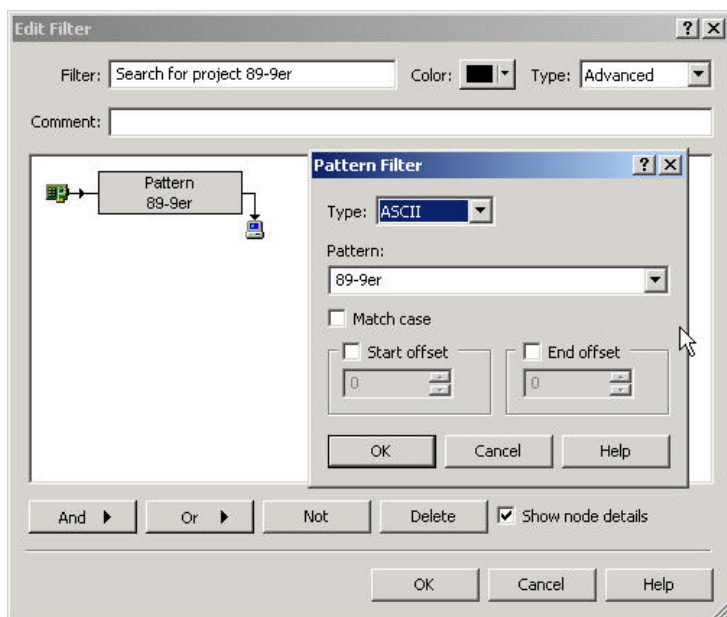 Edit Filter
Filter: Search for project 89-9er Color: Type: Advanced
Comment:
Pattern
89-9er
Pattern Filter
Type: ASCII
Pattern:
89-9er
Match case
Start offset End offset
0 0
OK Cancel Help
And Or Not Delete Show node details
OK Cancel Help